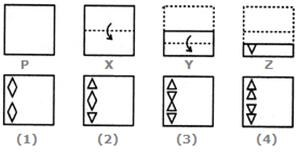 P X Y Z
(1) (2) (3) (4)